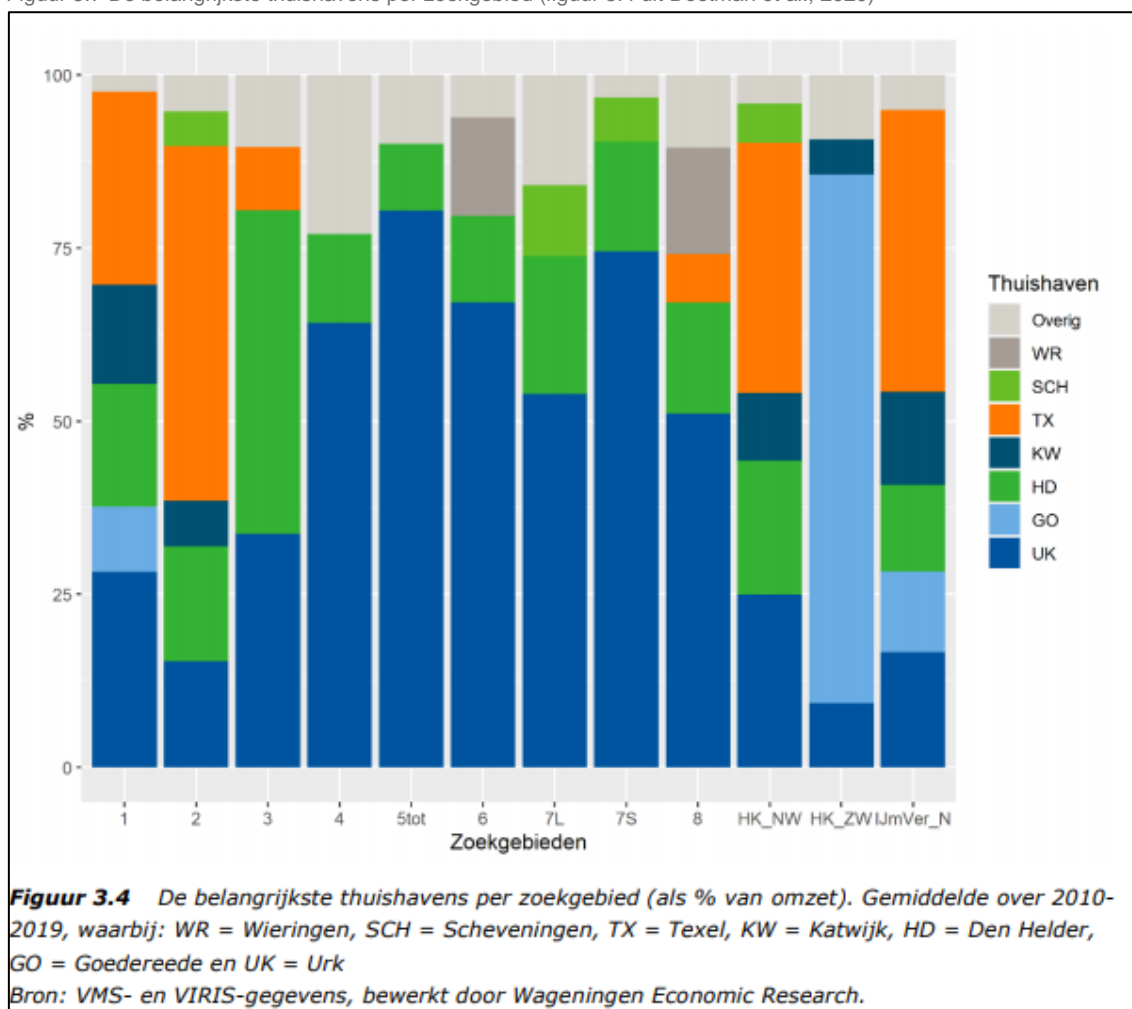 100
75
50
25
0
%
1 2 3 4 5tot 6 7L 7S 8 HK_NW HK_ZW IJmVer_N
Zoekgebieden
Thuishaven
Overig
WR
SCH
TX
KW
HD
GO
UK
Figuur 3.4 De belangrijkste thuishavens per zoekgebied (als % van omzet). Gemiddelde over 2010-
2019, waarbij: WR = Wieringen, SCH = Scheveningen, TX = Texel, KW = Katwijk, HD = Den Helder,
GO = Goedereede en UK = Urk
Bron: VMS- en VIRIS-gegevens, bewerkt door Wageningen Economic Research.